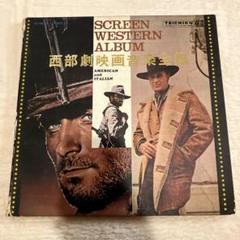 SCREEN
WESTERN
ALBUM
西部劇映画音楽全集
AMERICAN
and
ITALIAN
TEICHIKU